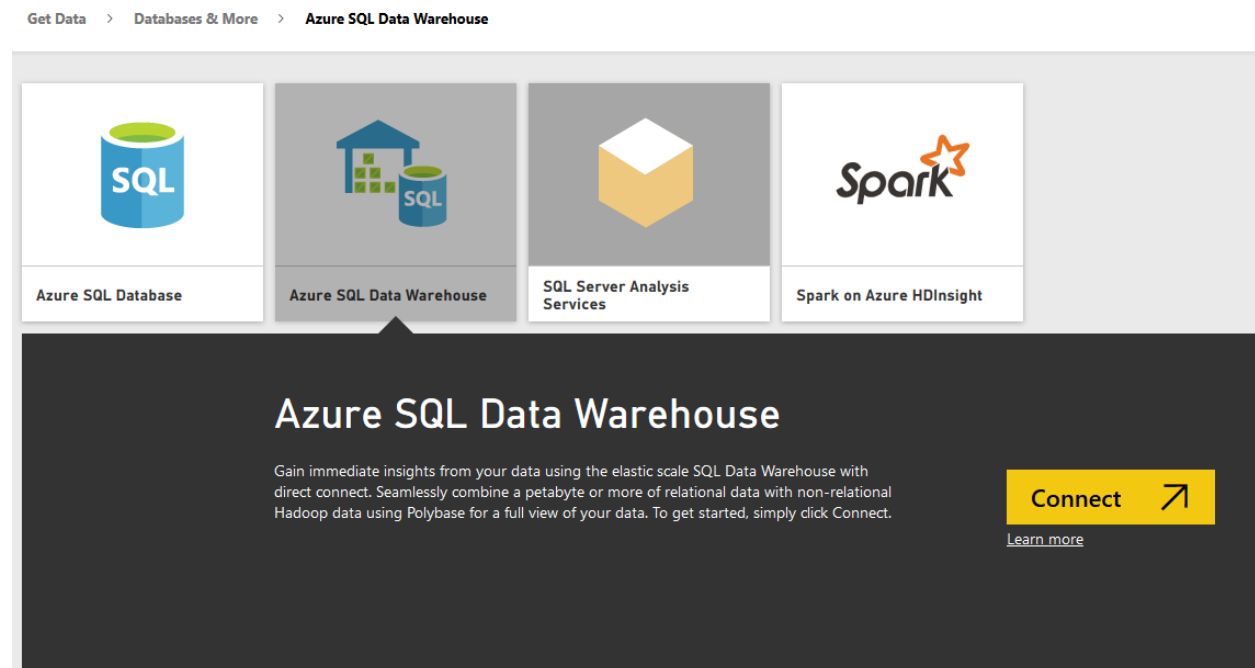 Get Data > Databases & More > Azure SQL Data Warehouse
SQL
SQL
Spark
Azure SQL Database
Azure SQL Data Warehouse
SQL Server Analysis
Services
Spark on Azure HDInsight
Azure SQL Data Warehouse
Gain immediate insights from your data using the elastic scale SQL Data Warehouse with
direct connect. Seamlessly combine a petabyte or more of relational data with non-relational
Hadoop data using Polybase for a full view of your data. To get started, simply click Connect.
Connect
Learn more